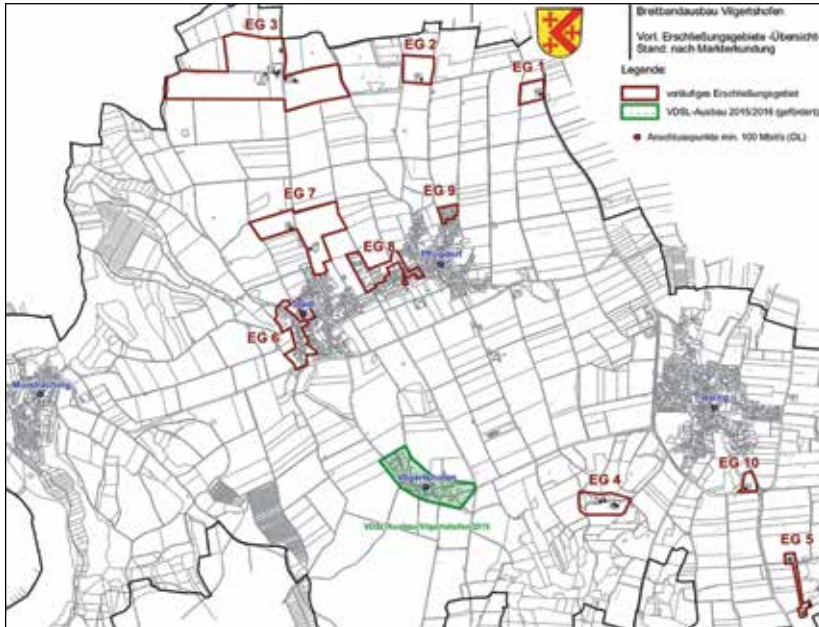 Breitbandausbau Vilgertshofen
Vorl. Erschließungsgebiete -Übersicht-
Stand: nach Markterkundung
Legende:
vorläufiges Erschließungsgebiet
VDSL-Ausbau 2015/2016 (gefördert)
Anschlusspunkte min. 100 Mbit/s (DL)
EG 3
EG 2
EG 1
EG 7
EG 9
EG 8
Pflugdorf
EG 6
Mundraching
EG 10
EG 4
Vilgertshofen
VDSL-Ausbau Vilgertshofen 2015
EG 5